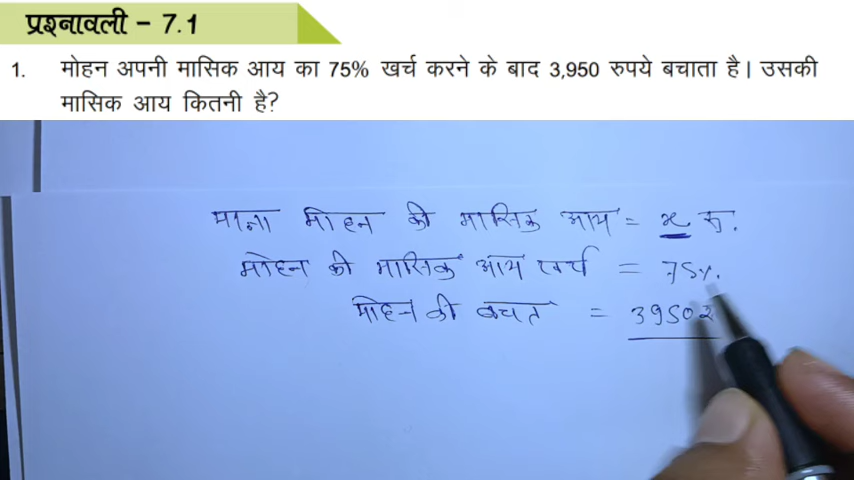 प्रश्नावली – 7.1
1. मोहन अपनी मासिक आय का 75% खर्च करने के बाद 3,950 रुपये बचाता है। उसकी
मासिक आय कितनी है?
माना मोहन की मासिक आय = x रु.
मोहन की मासिक आय खर्च = 75%.
मोहन की बचत = 3950रु